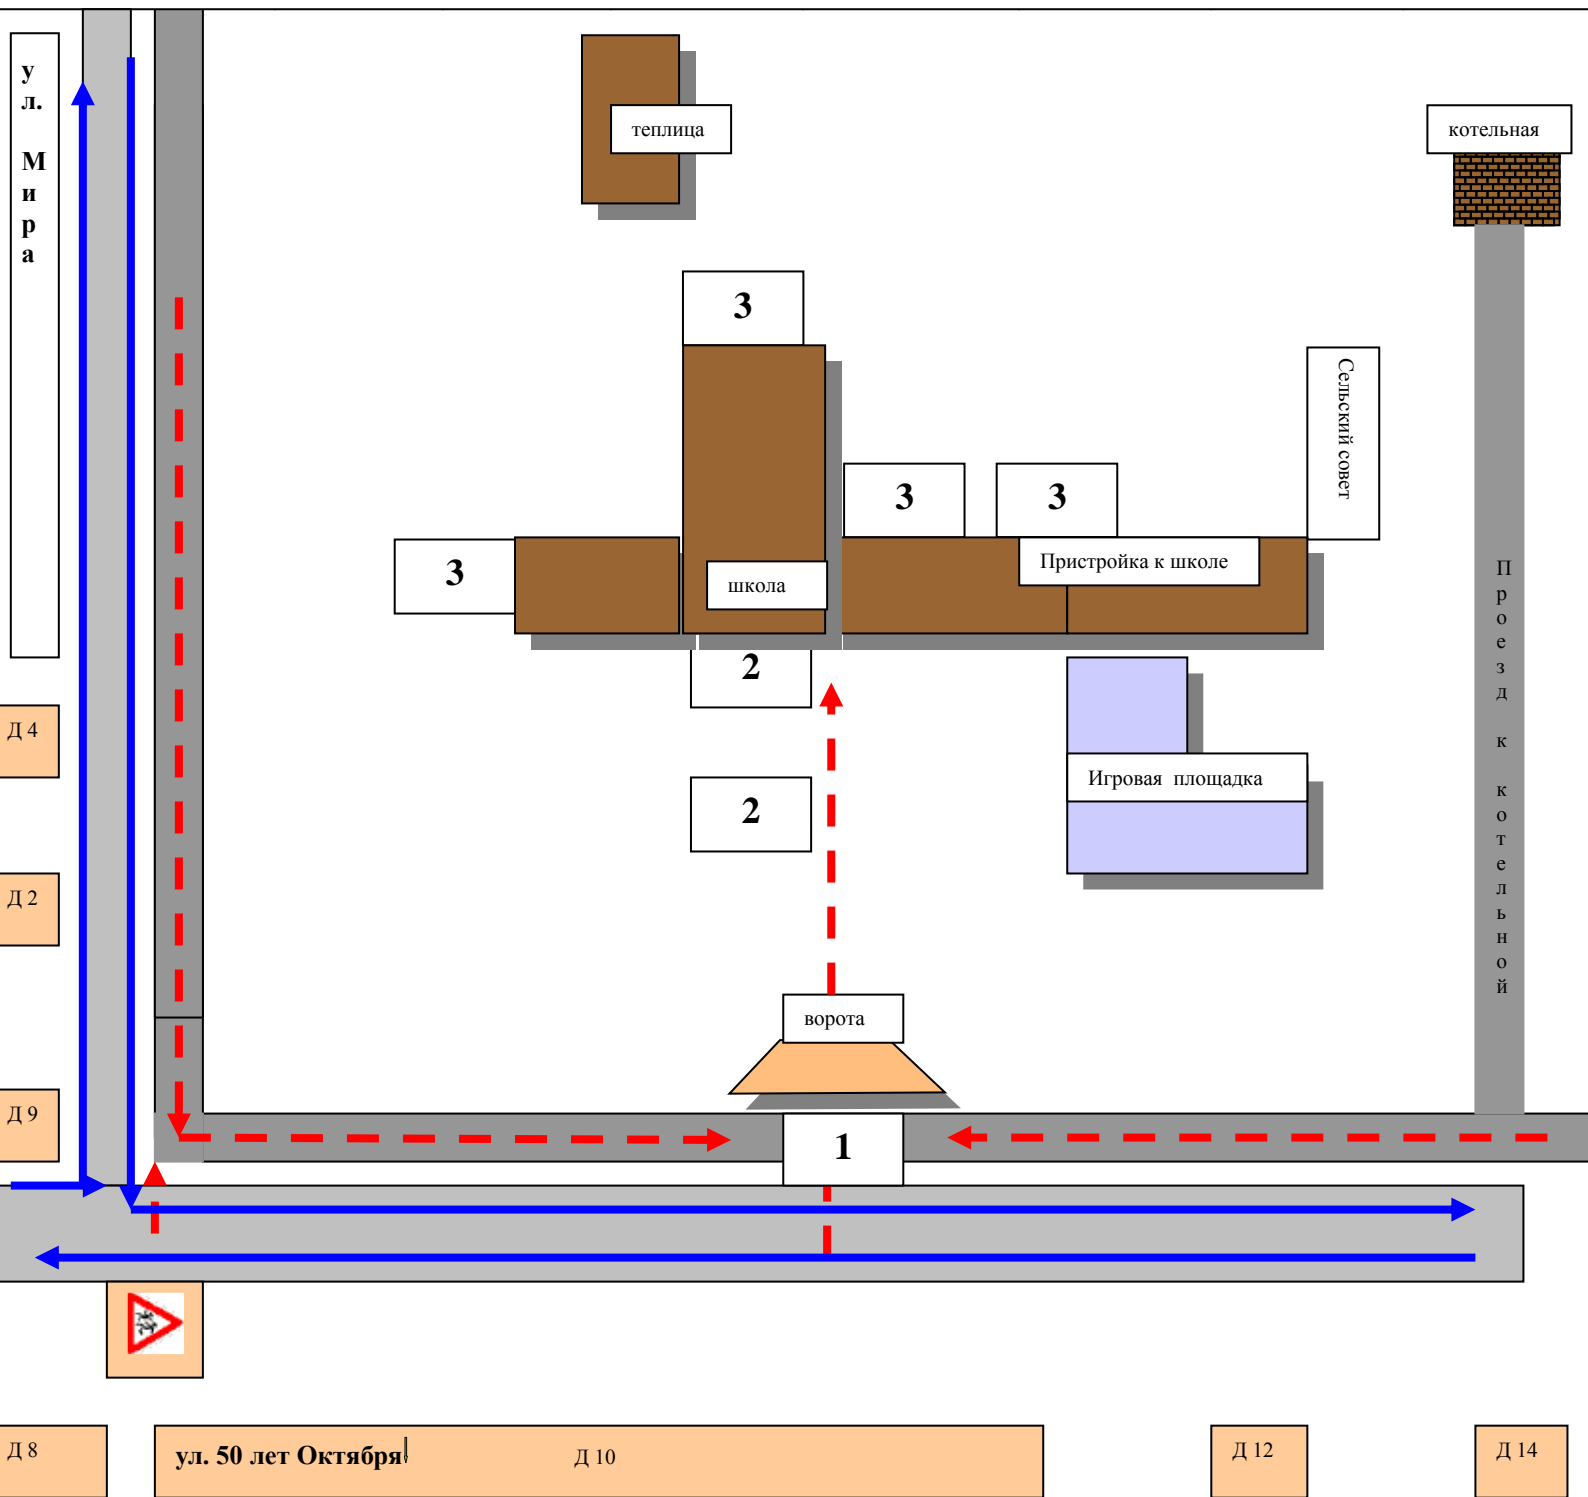 ул. Мира
теплица
котельная
3
Сельский совет
3
3
3
Пристройка к школе
школа
Проезд к котельной
2
Д 4
Игровая площадка
2
Д 2
ворота
Д 9
1
Д 8
ул. 50 лет Октября
Д 10
Д 12
Д 14